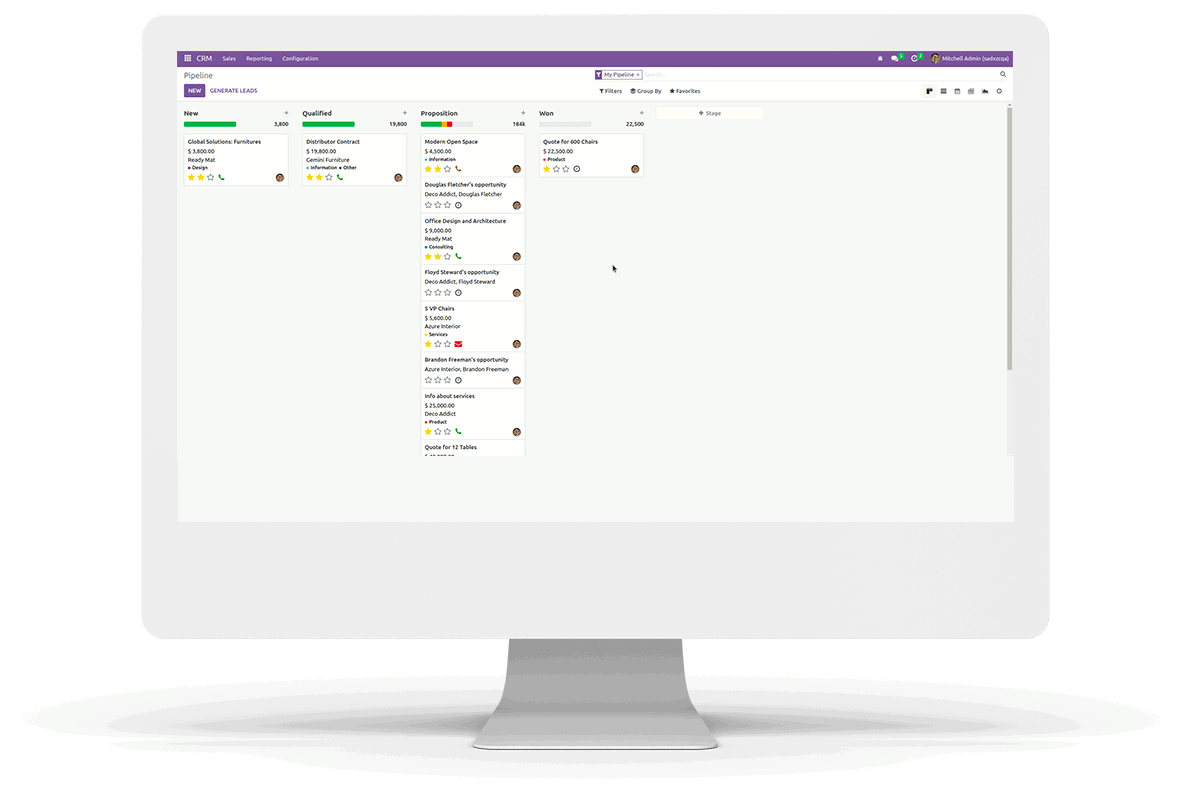 CRM Sales Reporting Configuration 5 2 Mitchell Admin (sadxzcqa)
Pipeline My Pipeline × Search...
NEW GENERATE LEADS Filters Group By Favorites
New +
3,800
Global Solutions: Furnitures
$ 3,800.00
Ready Mat
Design
Qualified +
19,800
Distributor Contract
$ 19,800.00
Gemini Furniture
Information Other
Proposition +
184k
Modern Open Space
$ 4,500.00
Information
Douglas Fletcher's opportunity
Deco Addict, Douglas Fletcher
Office Design and Architecture
$ 9,000.00
Ready Mat
Consulting
Floyd Steward's opportunity
Deco Addict, Floyd Steward
5 VP Chairs
$ 5,600.00
Azure Interior
Services
Brandon Freeman's opportunity
Azure Interior, Brandon Freeman
Info about services
$ 25,000.00
Deco Addict
Product
Quote for 12 Tables
Won +
22,500
Quote for 600 Chairs
$ 22,500.00
Product
+ Stage